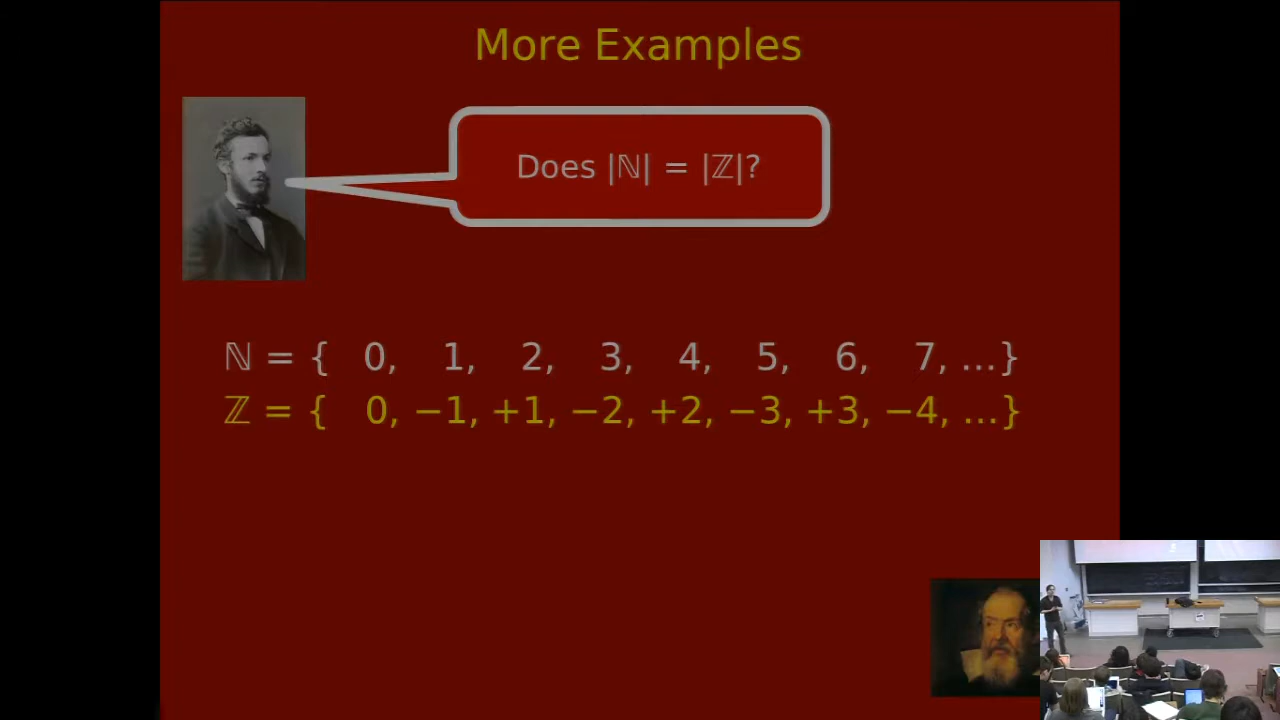 More Examples
Does |ℕ| = |ℤ|?
ℕ = { 0, 1, 2, 3, 4, 5, 6, 7, …}
ℤ = { 0, −1, +1, −2, +2, −3, +3, −4, …}